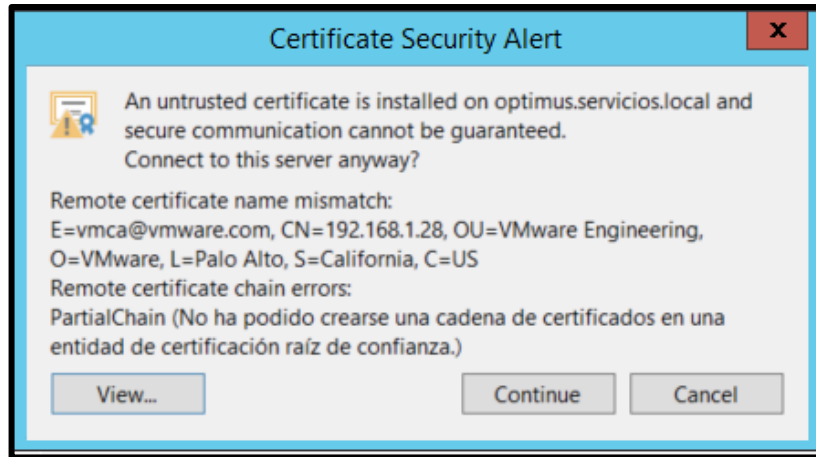 Certificate Security Alert
x
An untrusted certificate is installed on optimus.servicios.local and
secure communication cannot be guaranteed.
Connect to this server anyway?
Remote certificate name mismatch:
E=vmca@vmware.com, CN=192.168.1.28, OU=VMware Engineering,
O=VMware, L=Palo Alto, S=California, C=US
Remote certificate chain errors:
PartialChain (No ha podido crearse una cadena de certificados en una
entidad de certificación raíz de confianza.)
View... Continue Cancel